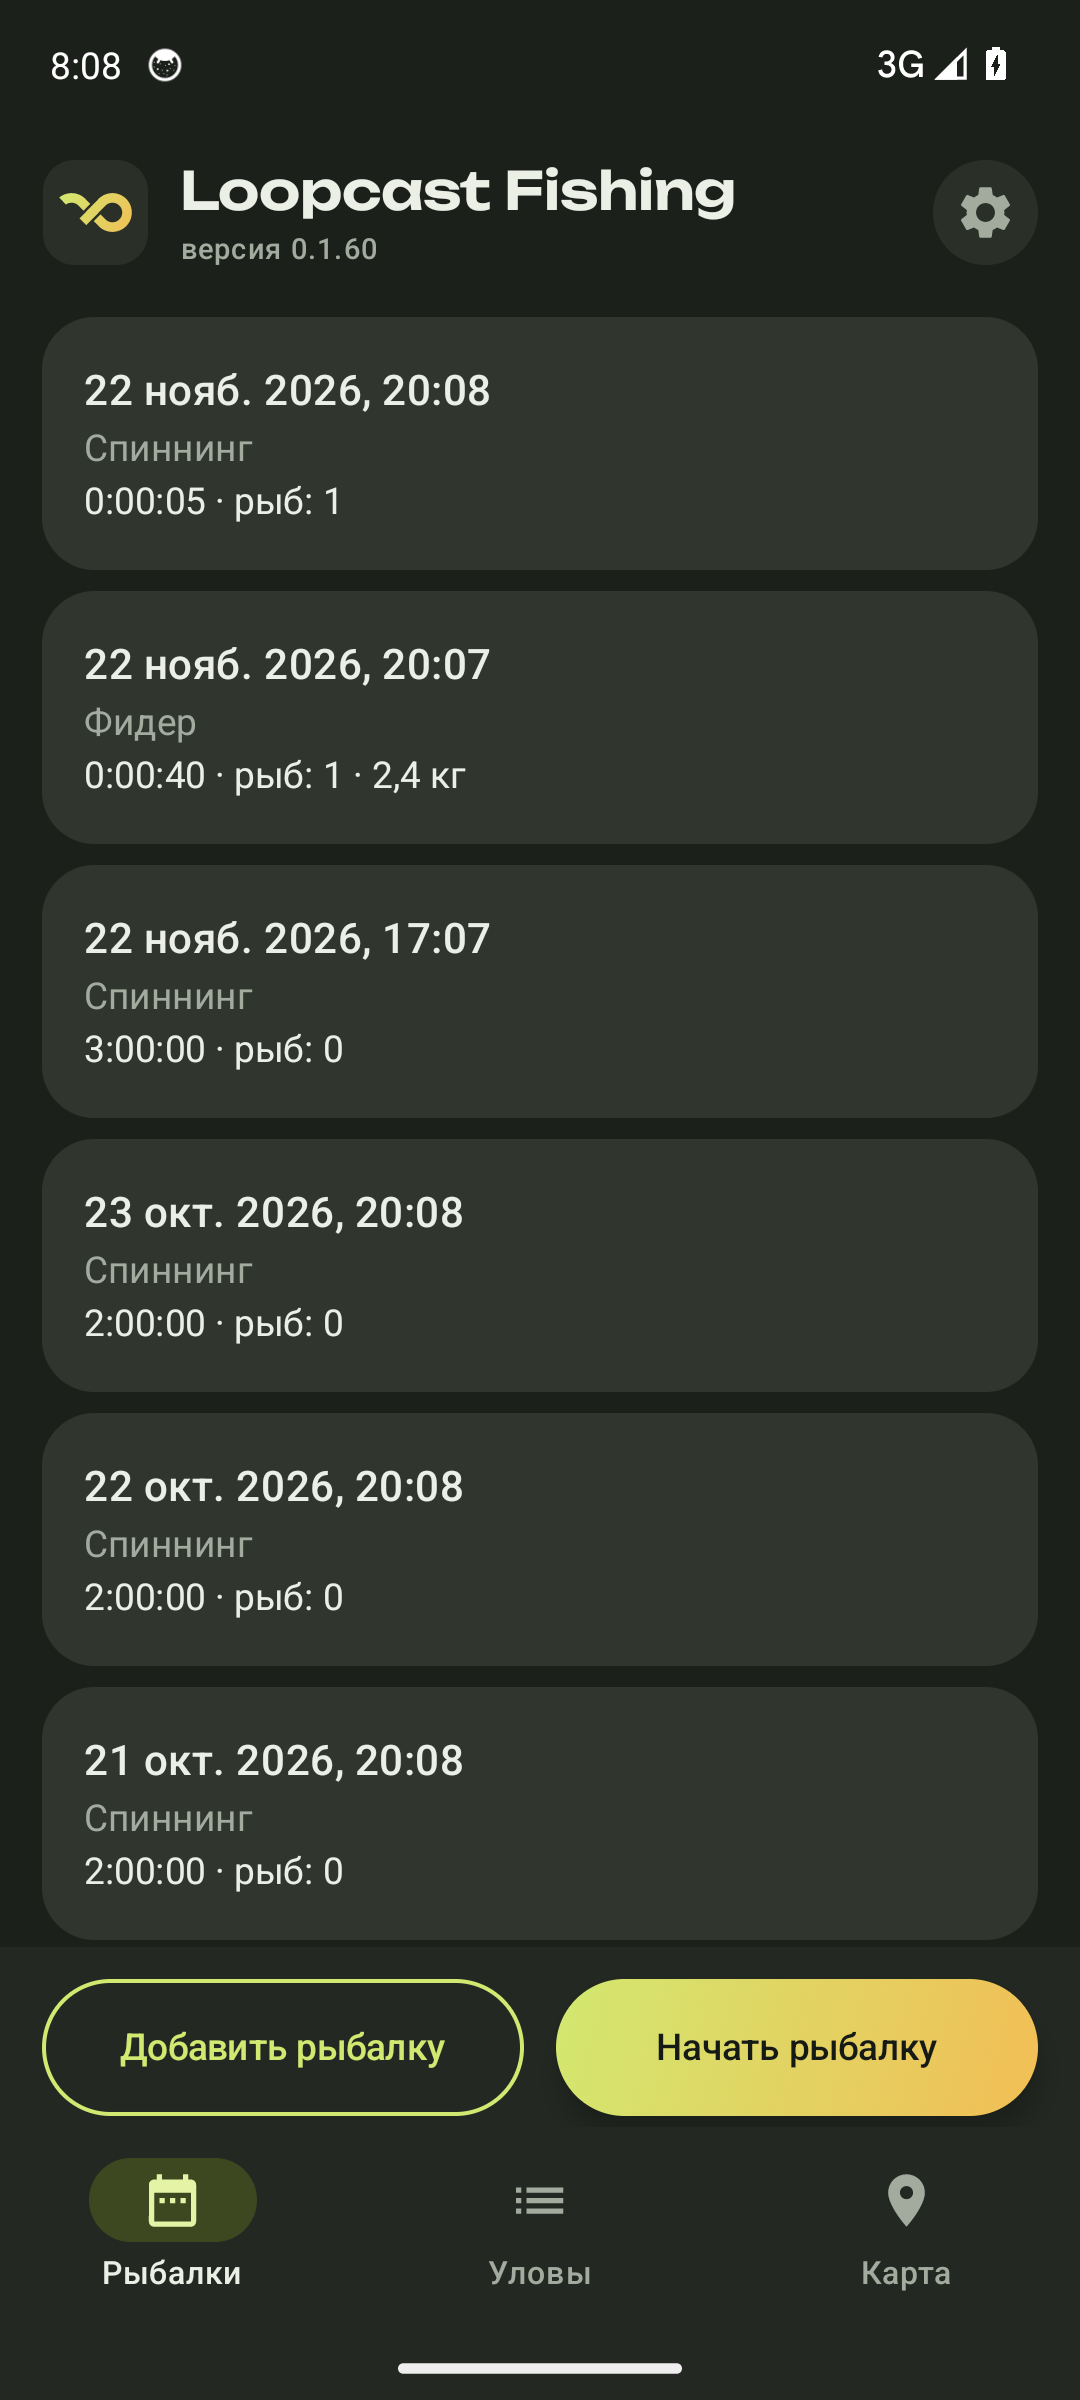 8:08
3G
Loopcast Fishing
версия 0.1.60
22 нояб. 2026, 20:08
Спиннинг
0:00:05 · рыб: 1
22 нояб. 2026, 20:07
Фидер
0:00:40 · рыб: 1 · 2,4 кг
22 нояб. 2026, 17:07
Спиннинг
3:00:00 · рыб: 0
23 окт. 2026, 20:08
Спиннинг
2:00:00 · рыб: 0
22 окт. 2026, 20:08
Спиннинг
2:00:00 · рыб: 0
21 окт. 2026, 20:08
Спиннинг
2:00:00 · рыб: 0
Добавить рыбалку
Начать рыбалку
Рыбалки
Уловы
Карта